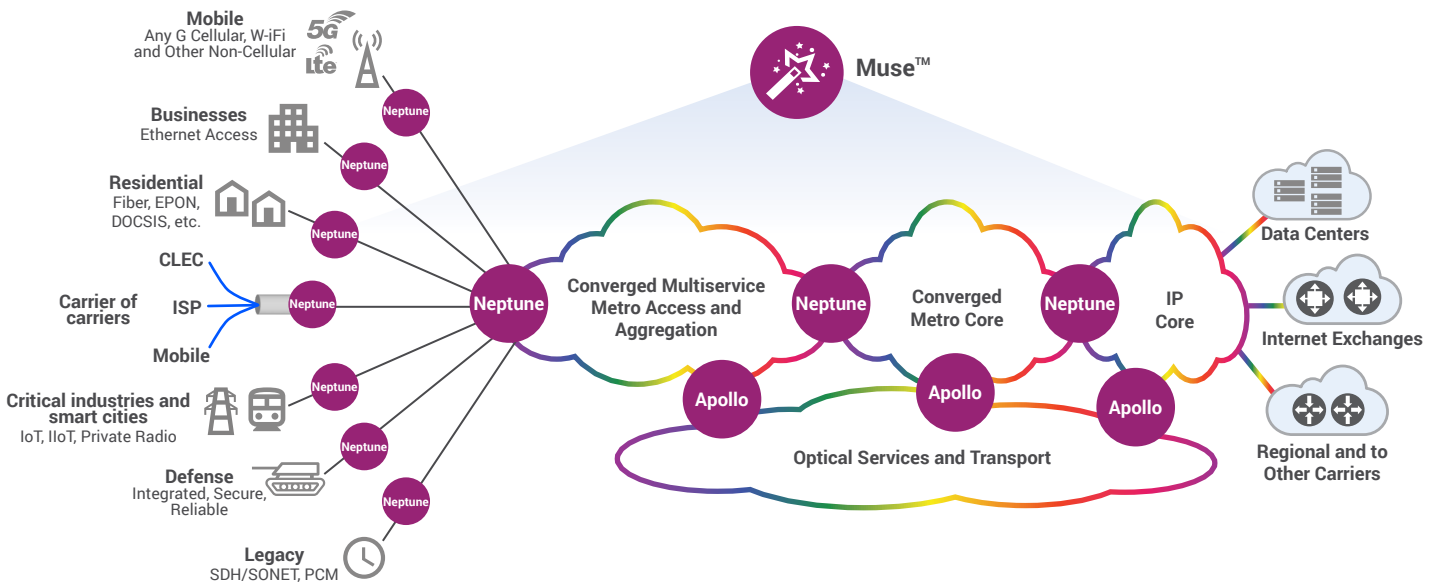 Mobile
Any G Cellular, W-iFi
and Other Non-Cellular
5G
lte
Neptune
Businesses
Ethernet Access
Neptune
Residential
Fiber, EPON,
DOCSIS, etc.
Neptune
CLEC
Carrier of
carriers
ISP
Mobile
Neptune
Critical industries and
smart cities
IoT, IIoT, Private Radio
Neptune
Defense
Integrated, Secure,
Reliable
Neptune
Legacy
SDH/SONET, PCM
Neptune
Muse™
Neptune
Converged Multiservice
Metro Access and
Aggregation
Neptune
Converged
Metro Core
Neptune
IP
Core
Apollo
Apollo
Apollo
Optical Services and Transport
Data Centers
Internet Exchanges
Regional and to
Other Carriers